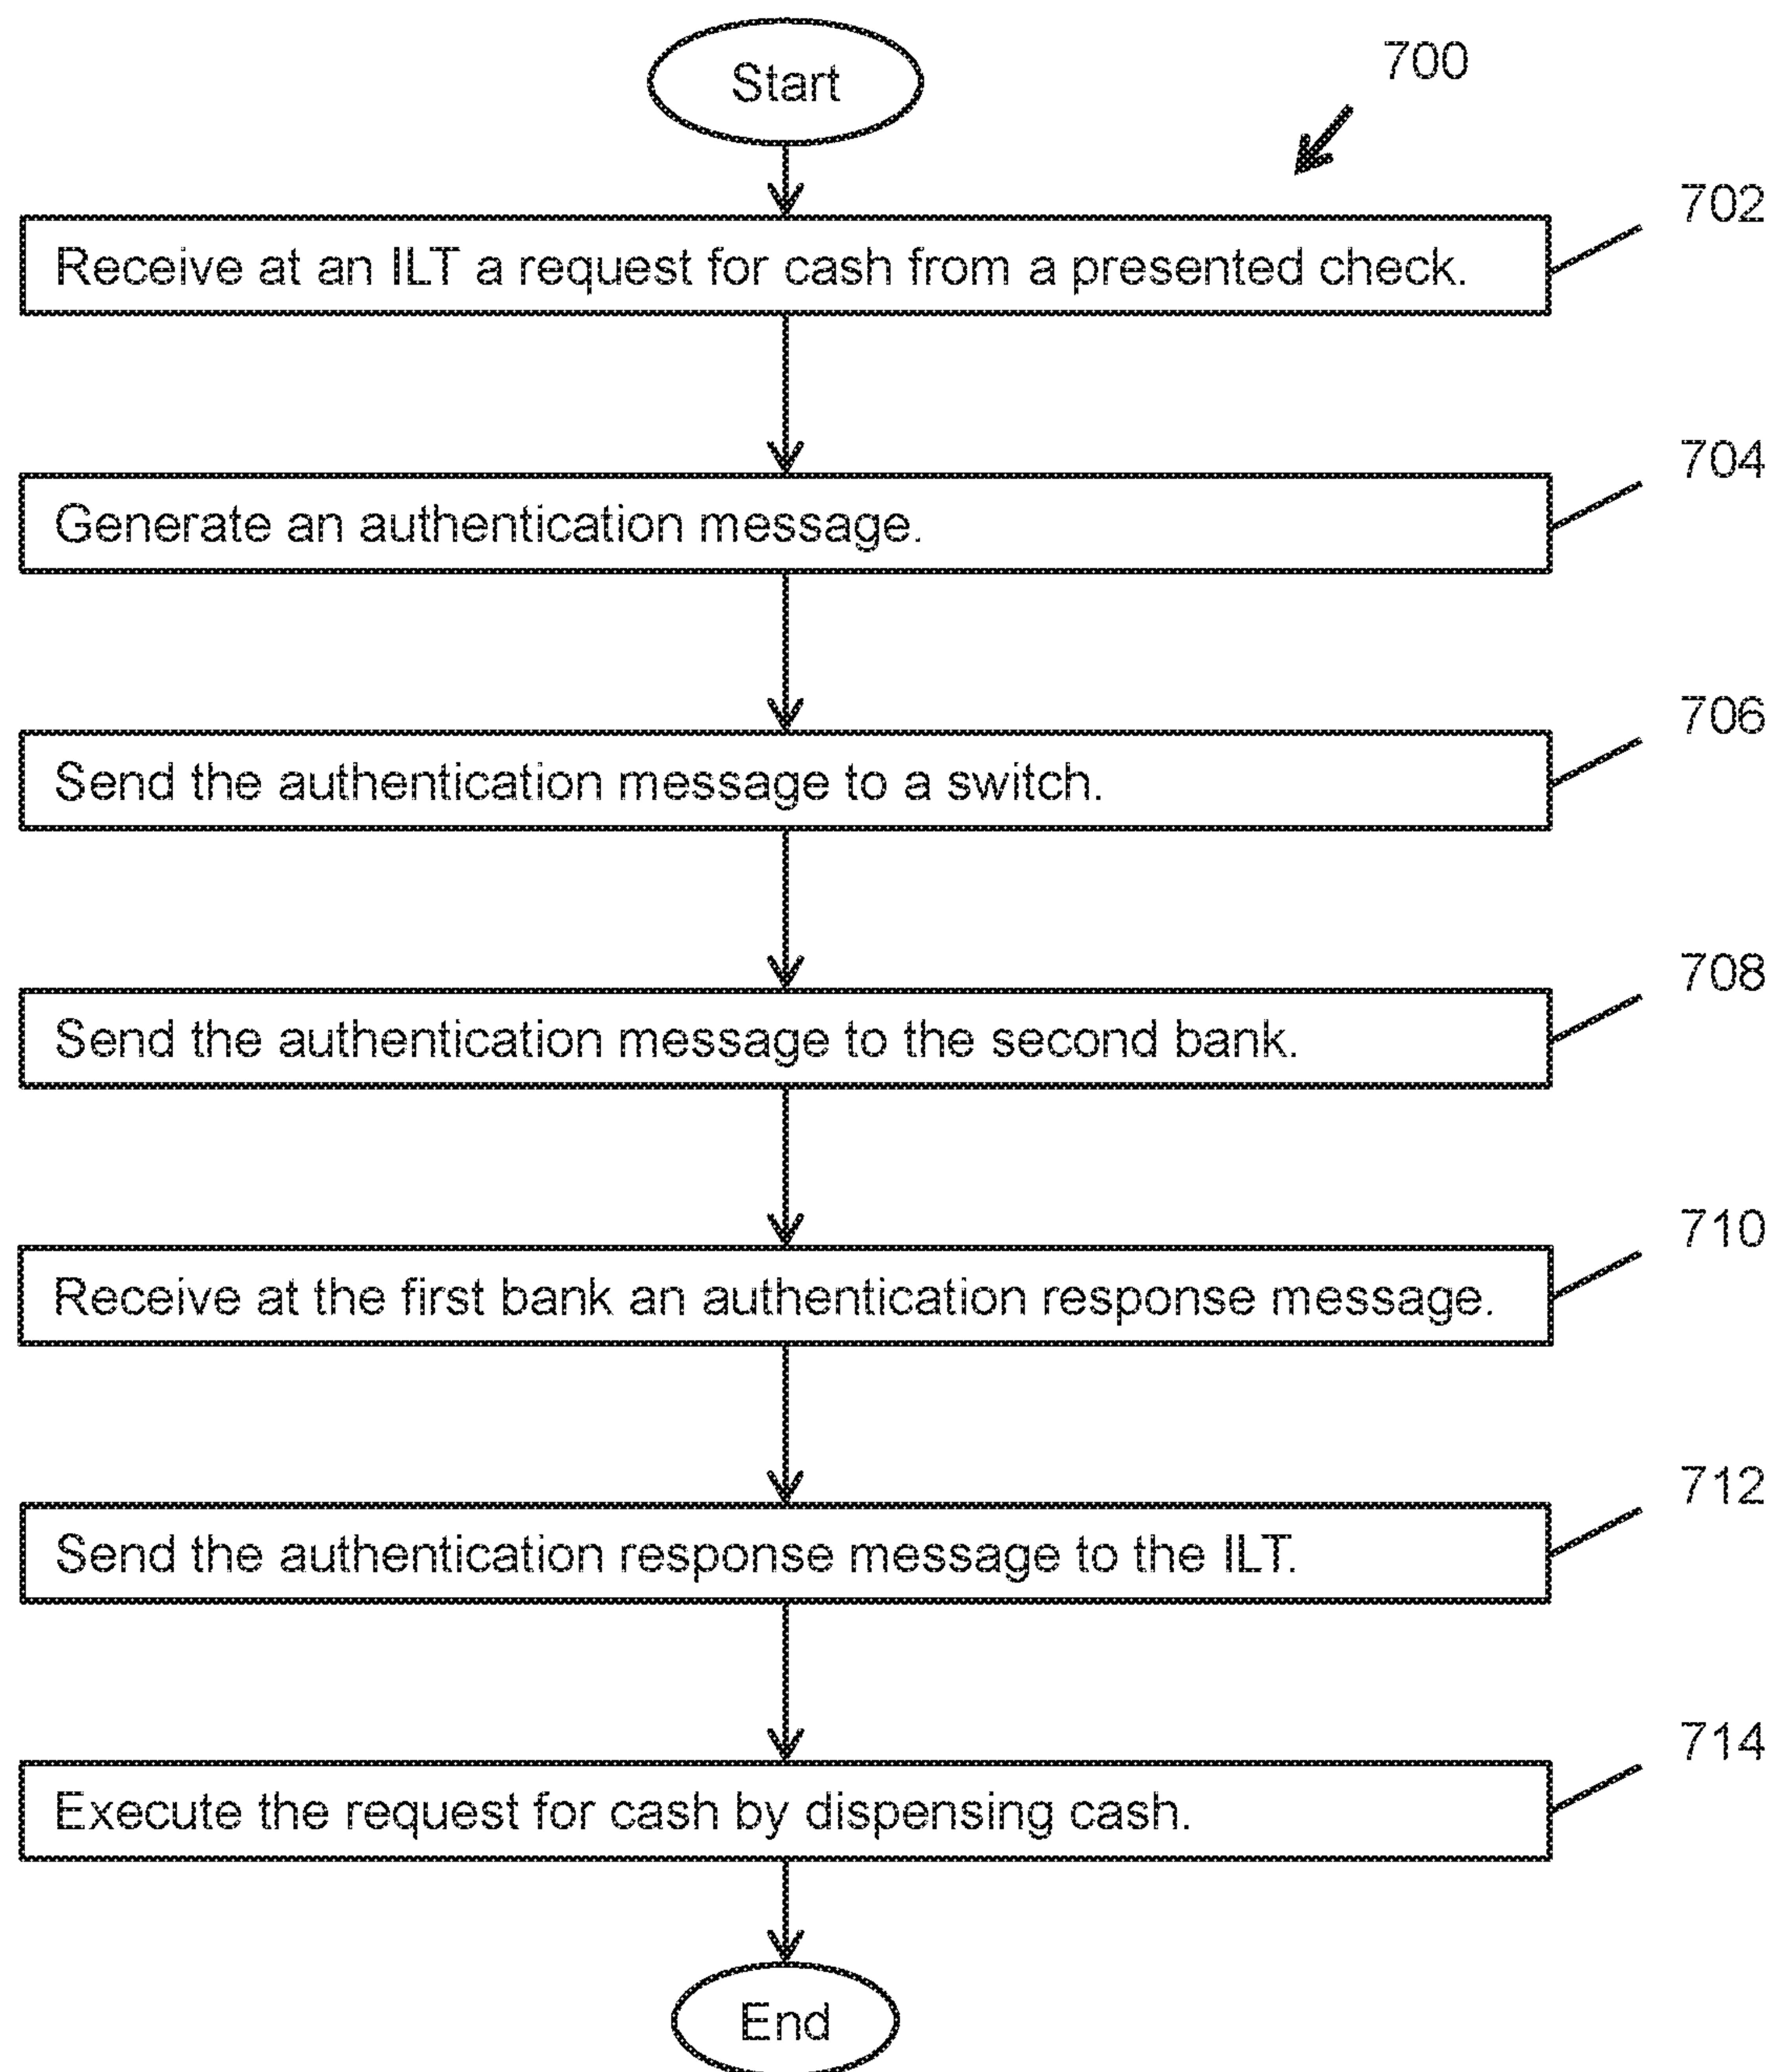 Start
700
702
Receive at an ILT a request for cash from a presented check.
704
Generate an authentication message.
706
Send the authentication message to a switch.
708
Send the authentication message to the second bank.
710
Receive at the first bank an authentication response message.
712
Send the authentication response message to the ILT.
714
Execute the request for cash by dispensing cash.
End